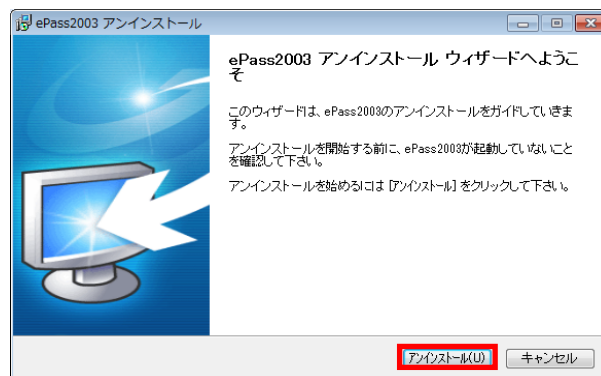 ePass2003 アンインストール
ePass2003 アンインストール ウィザードへようこ
そ
このウィザードは、ePass2003のアンインストールをガイドしていきま
す。
アンインストールを開始する前に、ePass2003が起動していないこと
を確認して下さい。
アンインストールを始めるには [アンインストール] をクリックして下さい。
アンインストール(U)
キャンセル